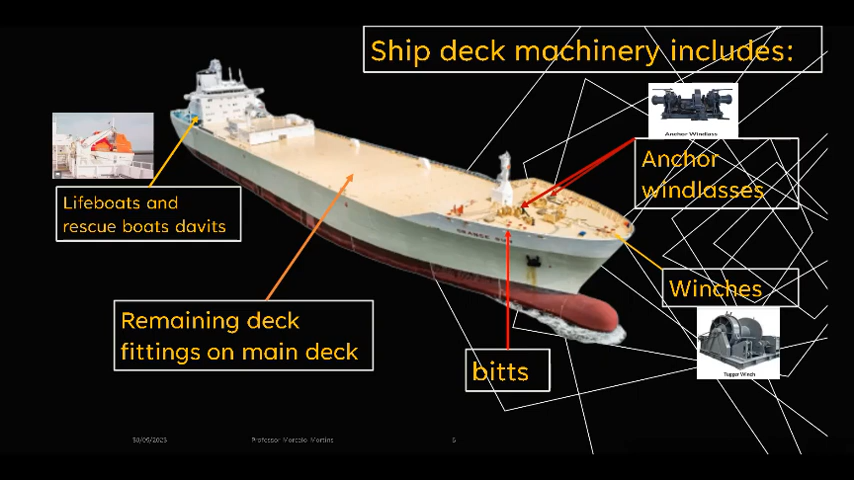 Ship deck machinery includes:
Anchor Windlass
Anchor
windlasses
Lifeboats and
rescue boats davits
Winches
Remaining deck
fittings on main deck
bitts
Tugger Winch
Professor Marcelo Martins
6